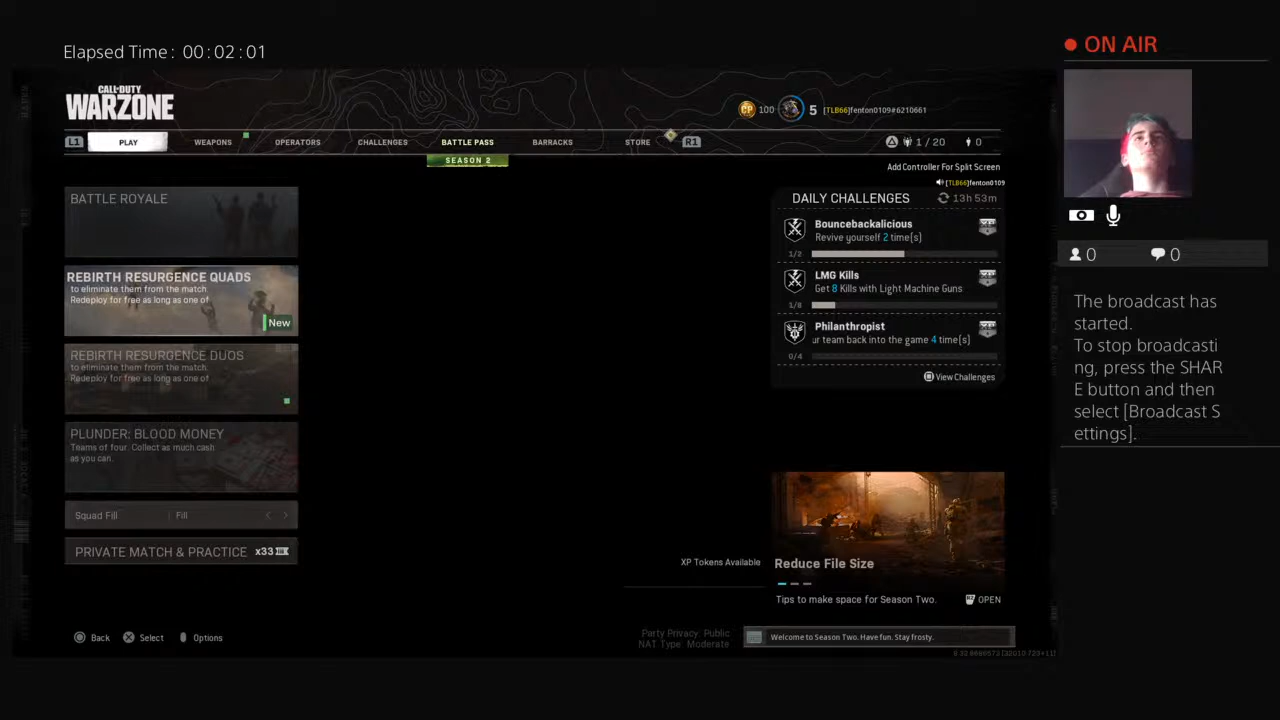 Elapsed Time: 00:02:01
ON AIR
CALL OF DUTY
WARZONE
CP 100 5 [TLB66]fenton0109#6210661
L1 PLAY WEAPONS OPERATORS CHALLENGES BATTLE PASS BARRACKS STORE R1 1 / 20 0
SEASON 2
Add Controller For Split Screen
[TLB66]fenton0109
BATTLE ROYALE
REBIRTH RESURGENCE QUADS
to eliminate them from the match.
Redeploy for free as long as one of
New
REBIRTH RESURGENCE DUOS
to eliminate them from the match.
Redeploy for free as long as one of
PLUNDER: BLOOD MONEY
Teams of four. Collect as much cash
as you can.
Squad Fill Fill
PRIVATE MATCH & PRACTICE x33
DAILY CHALLENGES 13h 53m
Bouncebackalicious
Revive yourself 2 time(s)
1/2
LMG Kills
Get 8 Kills with Light Machine Guns
1/8
Philanthropist
ur team back into the game 4 time(s)
0/4
View Challenges
XP Tokens Available
Reduce File Size
Tips to make space for Season Two.
OPEN
Back Select Options
Party Privacy: Public
NAT Type: Moderate
Welcome to Season Two. Have fun. Stay frosty.
0 0
The broadcast has
started.
To stop broadcasti
ng, press the SHAR
E button and then
select [Broadcast S
ettings].